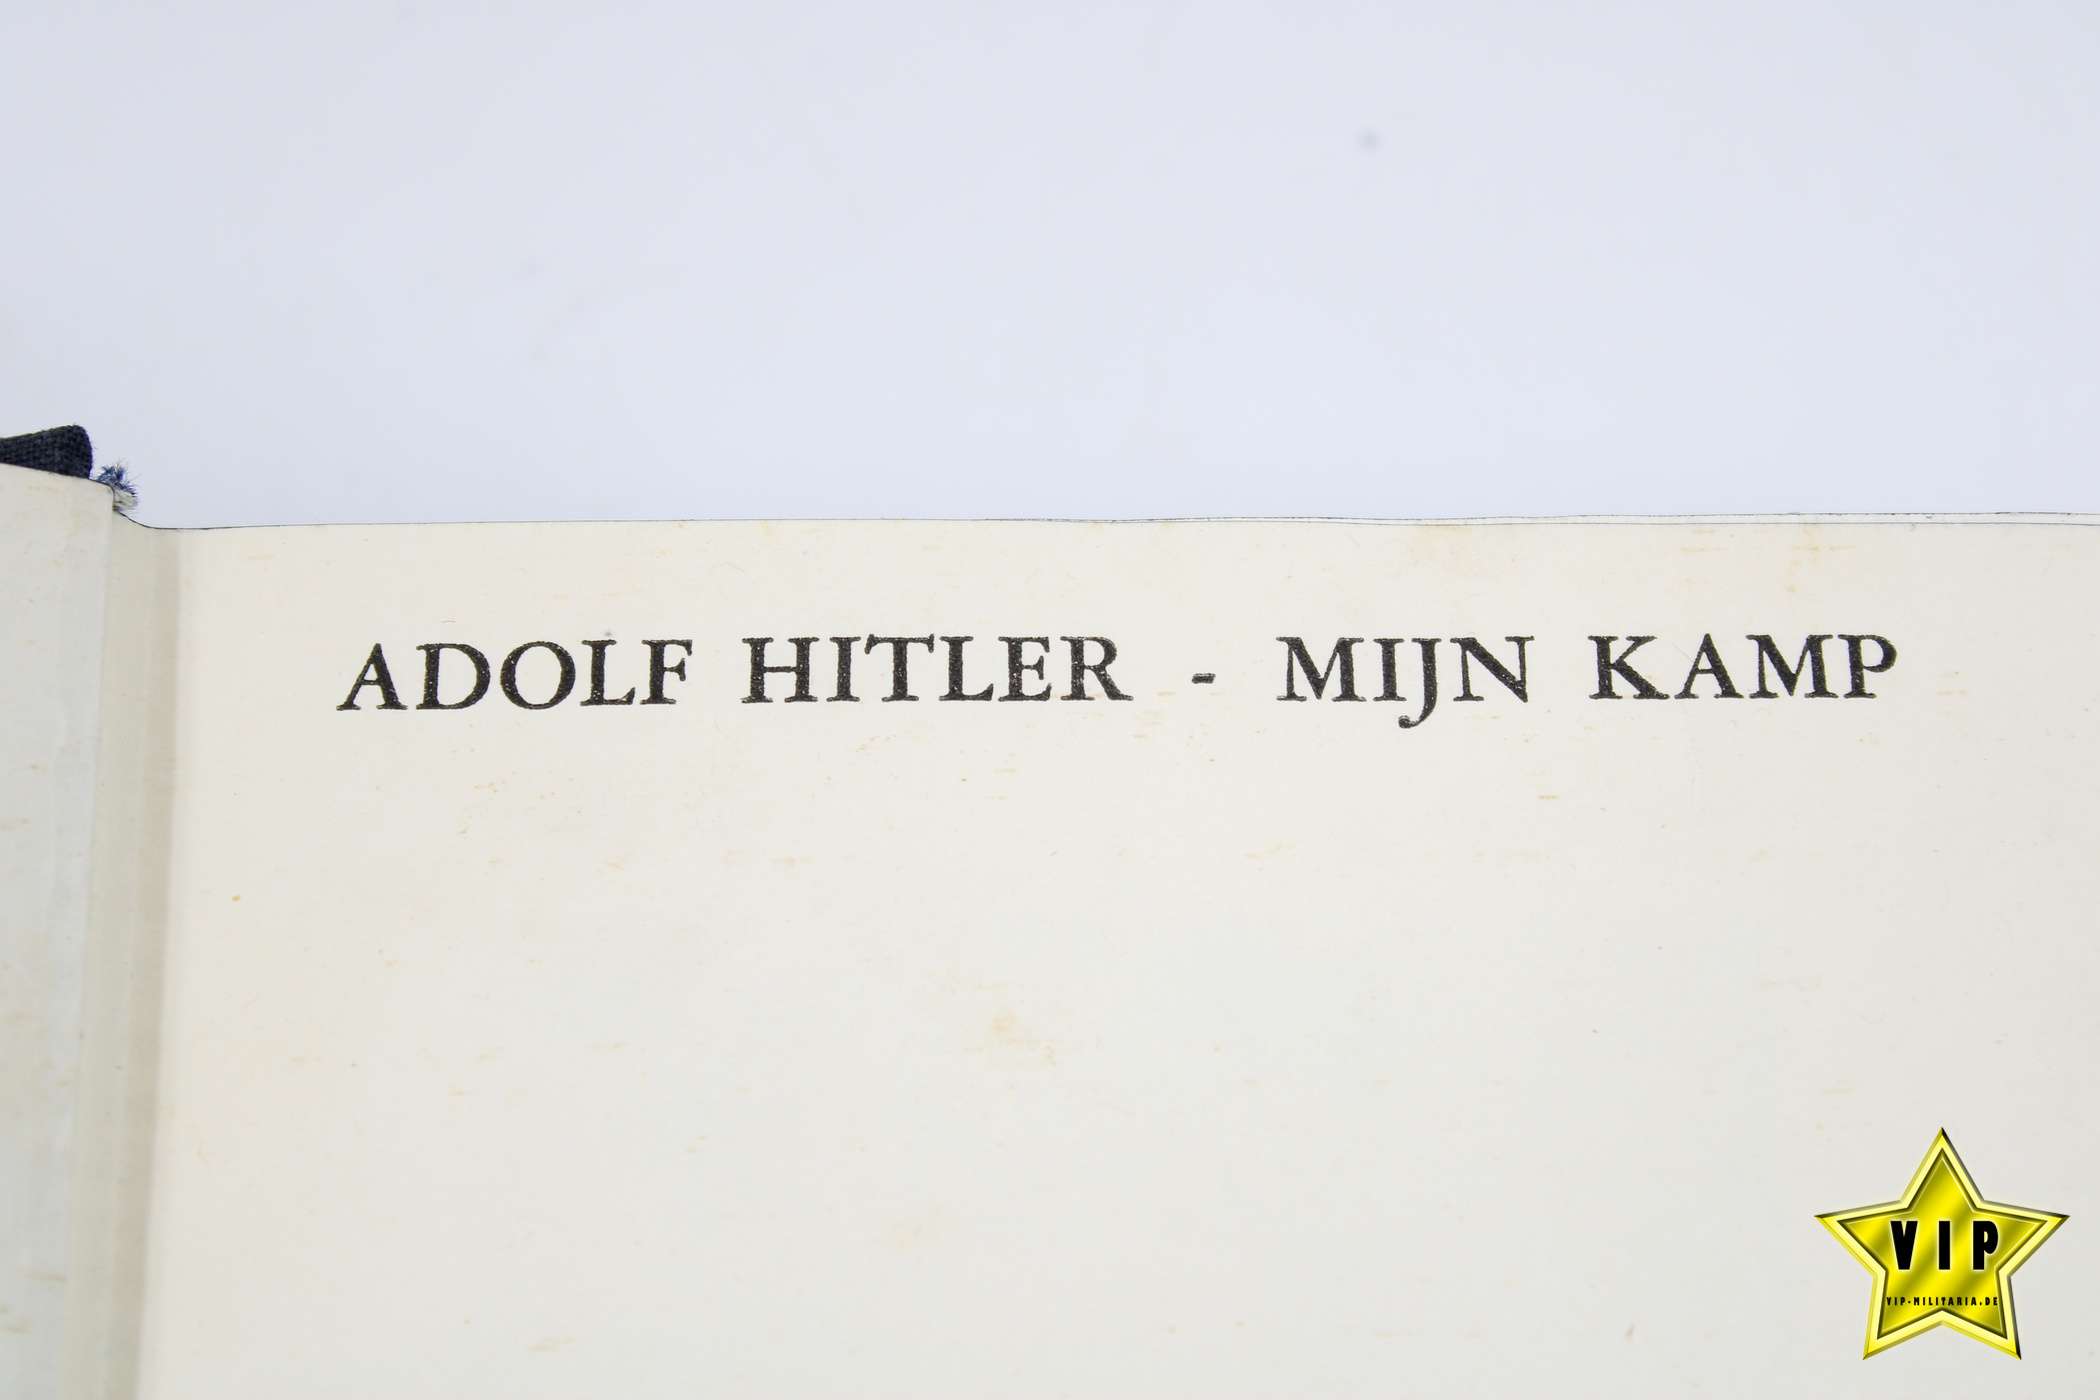 ADOLF HITLER - MIJN KAMP
VIP
VIP-MILITARIA.DE